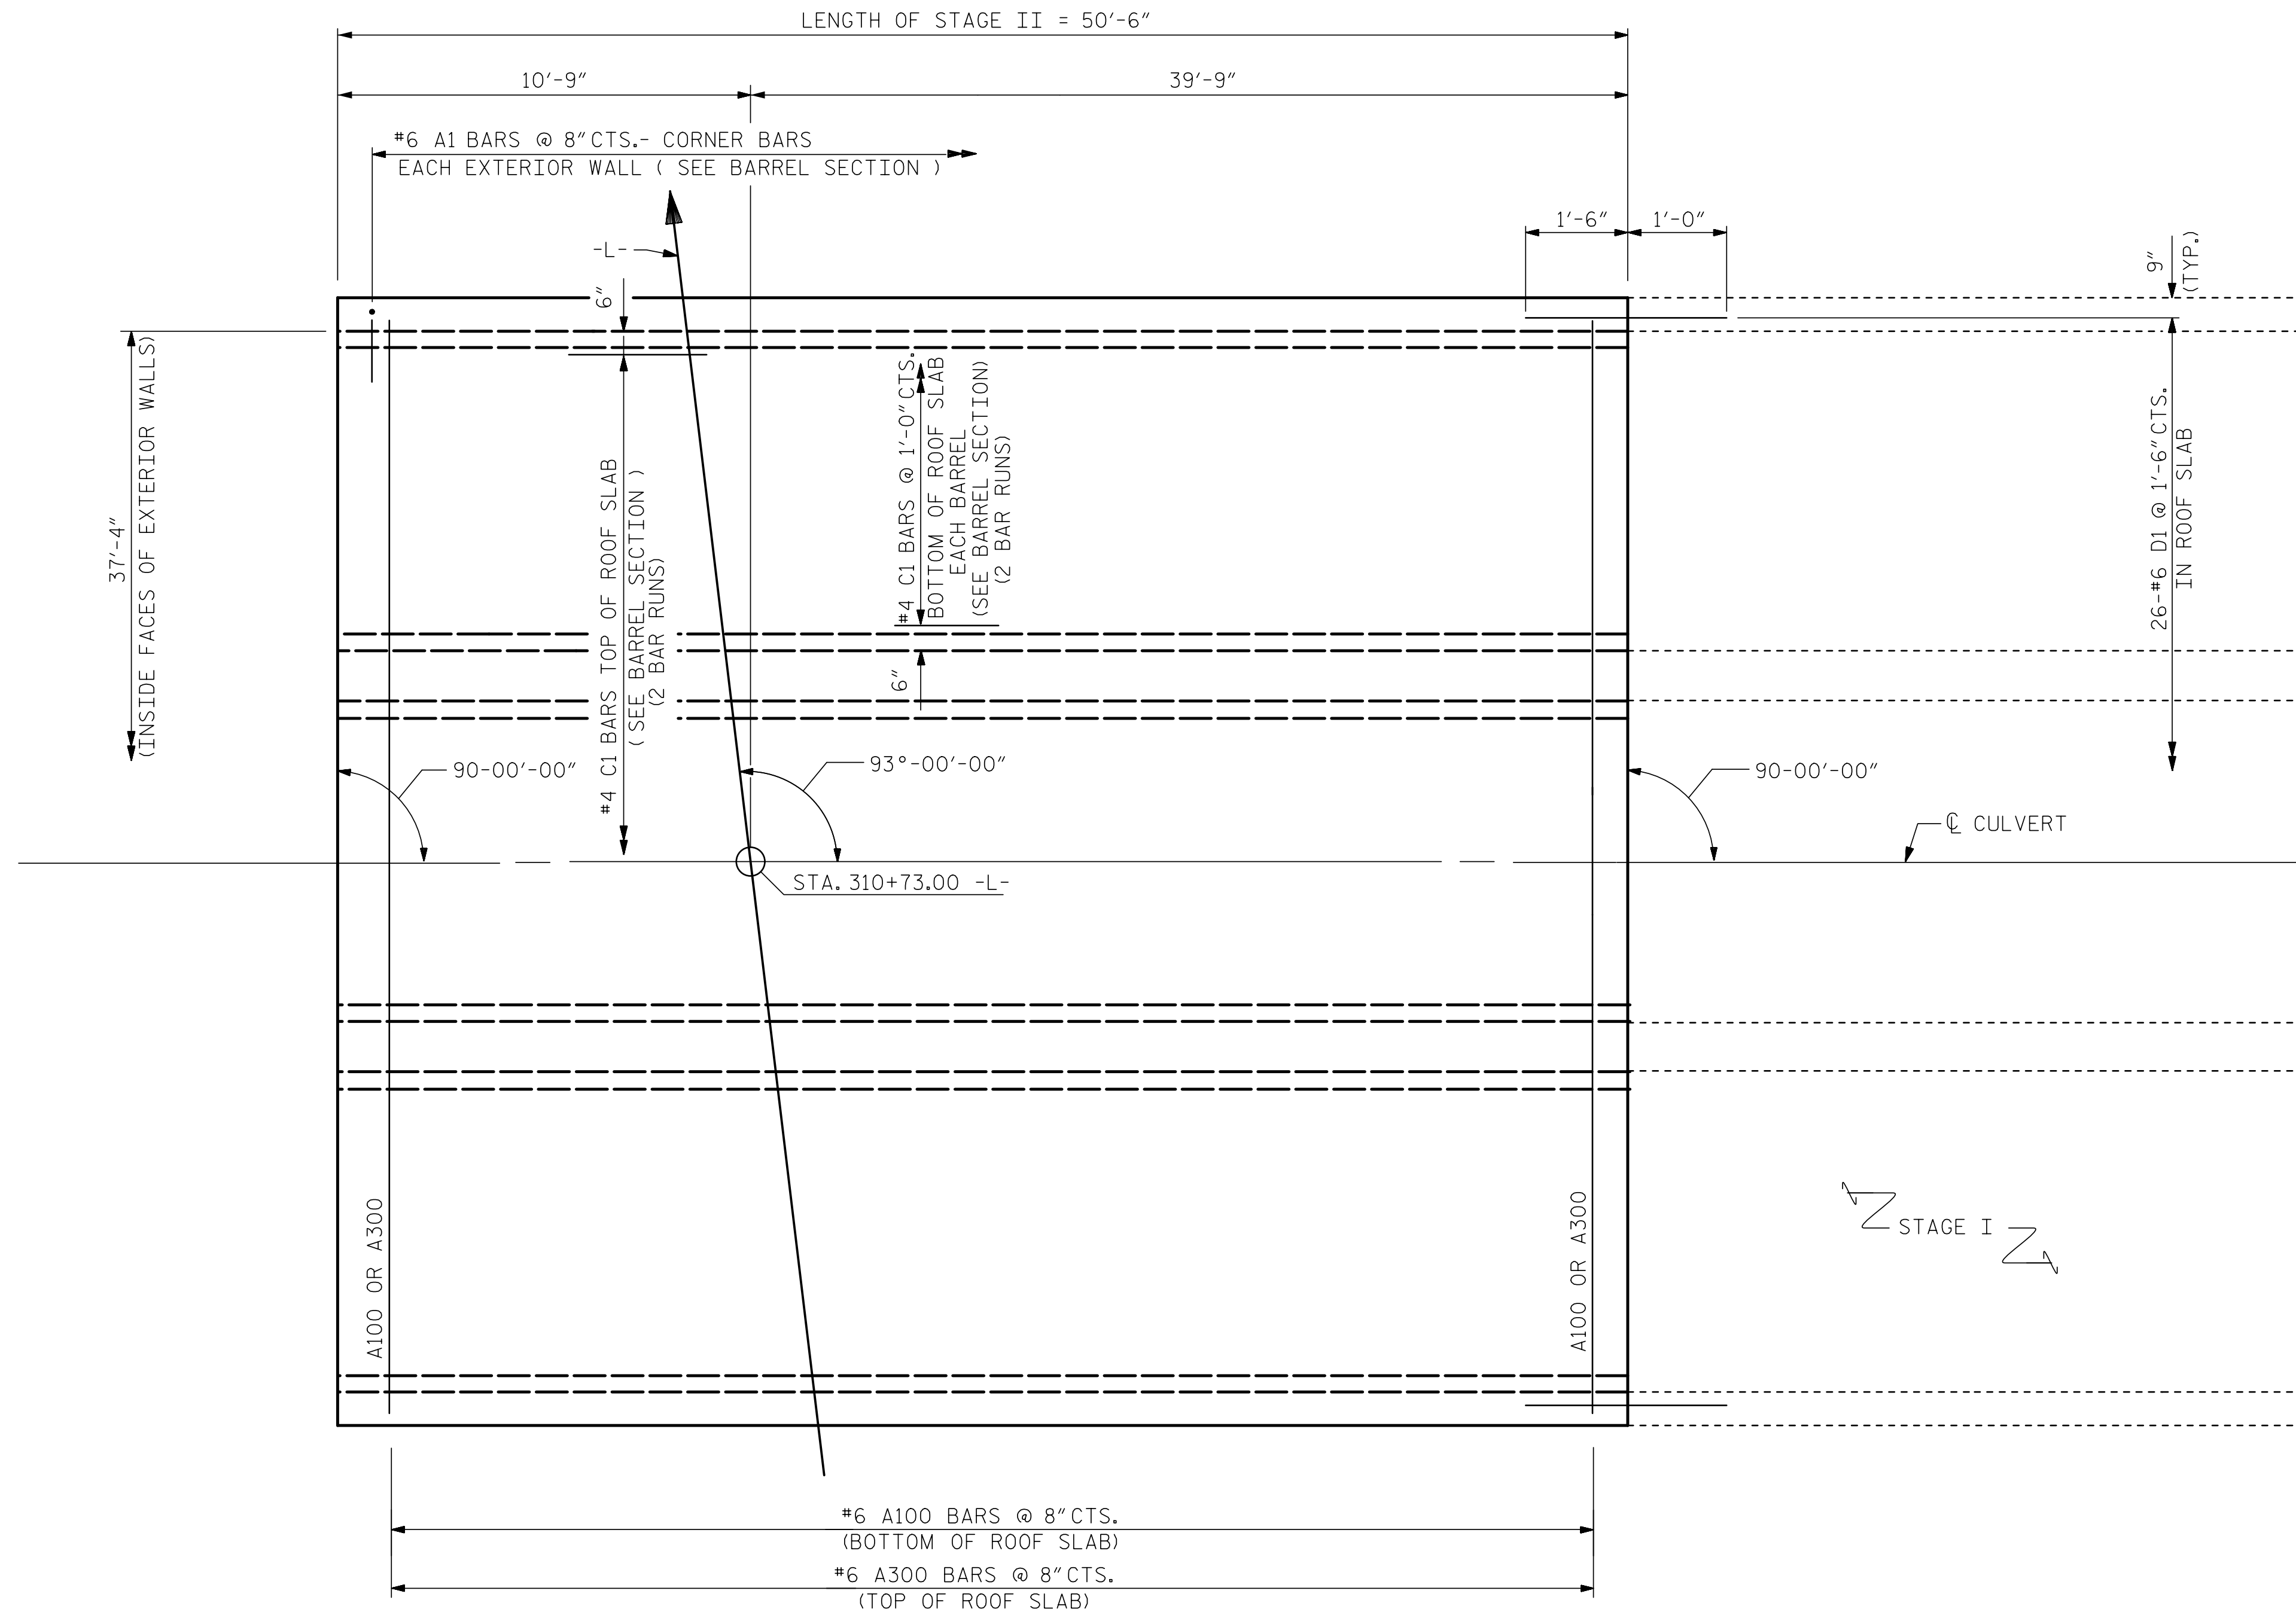 LENGTH OF STAGE II = 50'-6"
10'-9"
39'-9"
#6 A1 BARS @ 8" CTS.- CORNER BARS
EACH EXTERIOR WALL ( SEE BARREL SECTION )
-L-
6"
1'-6"
1'-0"
9"
(TYP.)
37'-4"
(INSIDE FACES OF EXTERIOR WALLS)
#4 C1 BARS TOP OF ROOF SLAB
( SEE BARREL SECTION )
(2 BAR RUNS)
#4 C1 BARS @ 1'-0" CTS.
BOTTOM OF ROOF SLAB
EACH BARREL
(SEE BARREL SECTION)
(2 BAR RUNS)
6"
26-#6 D1 @ 1'-6" CTS.
IN ROOF SLAB
90-00'-00"
93°-00'-00"
90-00'-00"
℄ CULVERT
STA. 310+73.00 -L-
A100 OR A300
A100 OR A300
STAGE I
#6 A100 BARS @ 8" CTS.
(BOTTOM OF ROOF SLAB)
#6 A300 BARS @ 8" CTS.
(TOP OF ROOF SLAB)